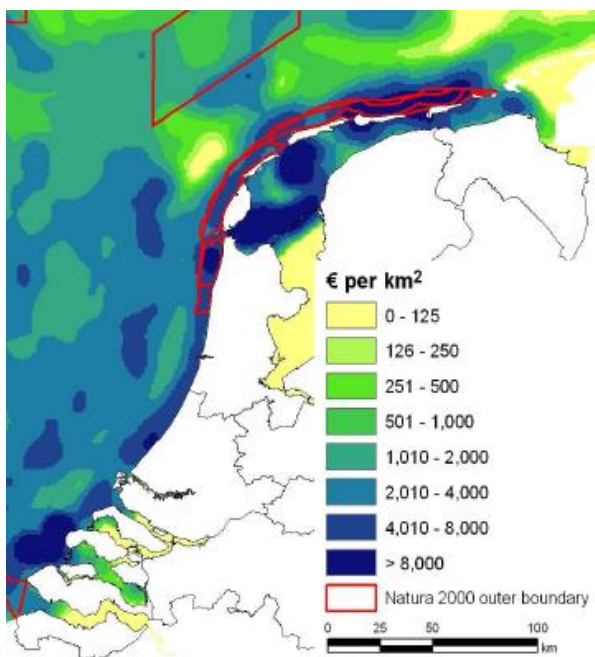 € per km²
0 - 125
126 - 250
251 - 500
501 - 1,000
1,010 - 2,000
2,010 - 4,000
4,010 - 8,000
> 8,000
Natura 2000 outer boundary
0 25 50 100
km